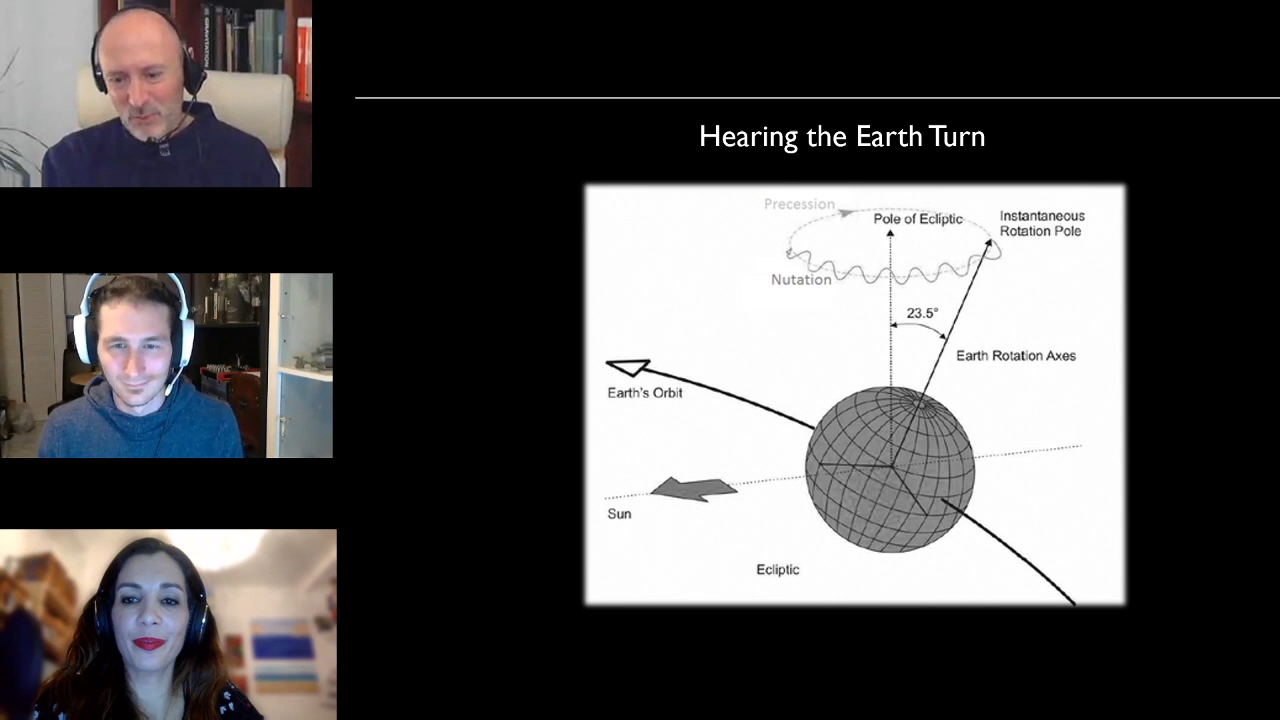 GRAVITATION
Hearing the Earth Turn
Precession
Pole of Ecliptic
Instantaneous
Rotation Pole
Nutation
23.5°
Earth Rotation Axes
Earth's Orbit
Sun
Ecliptic